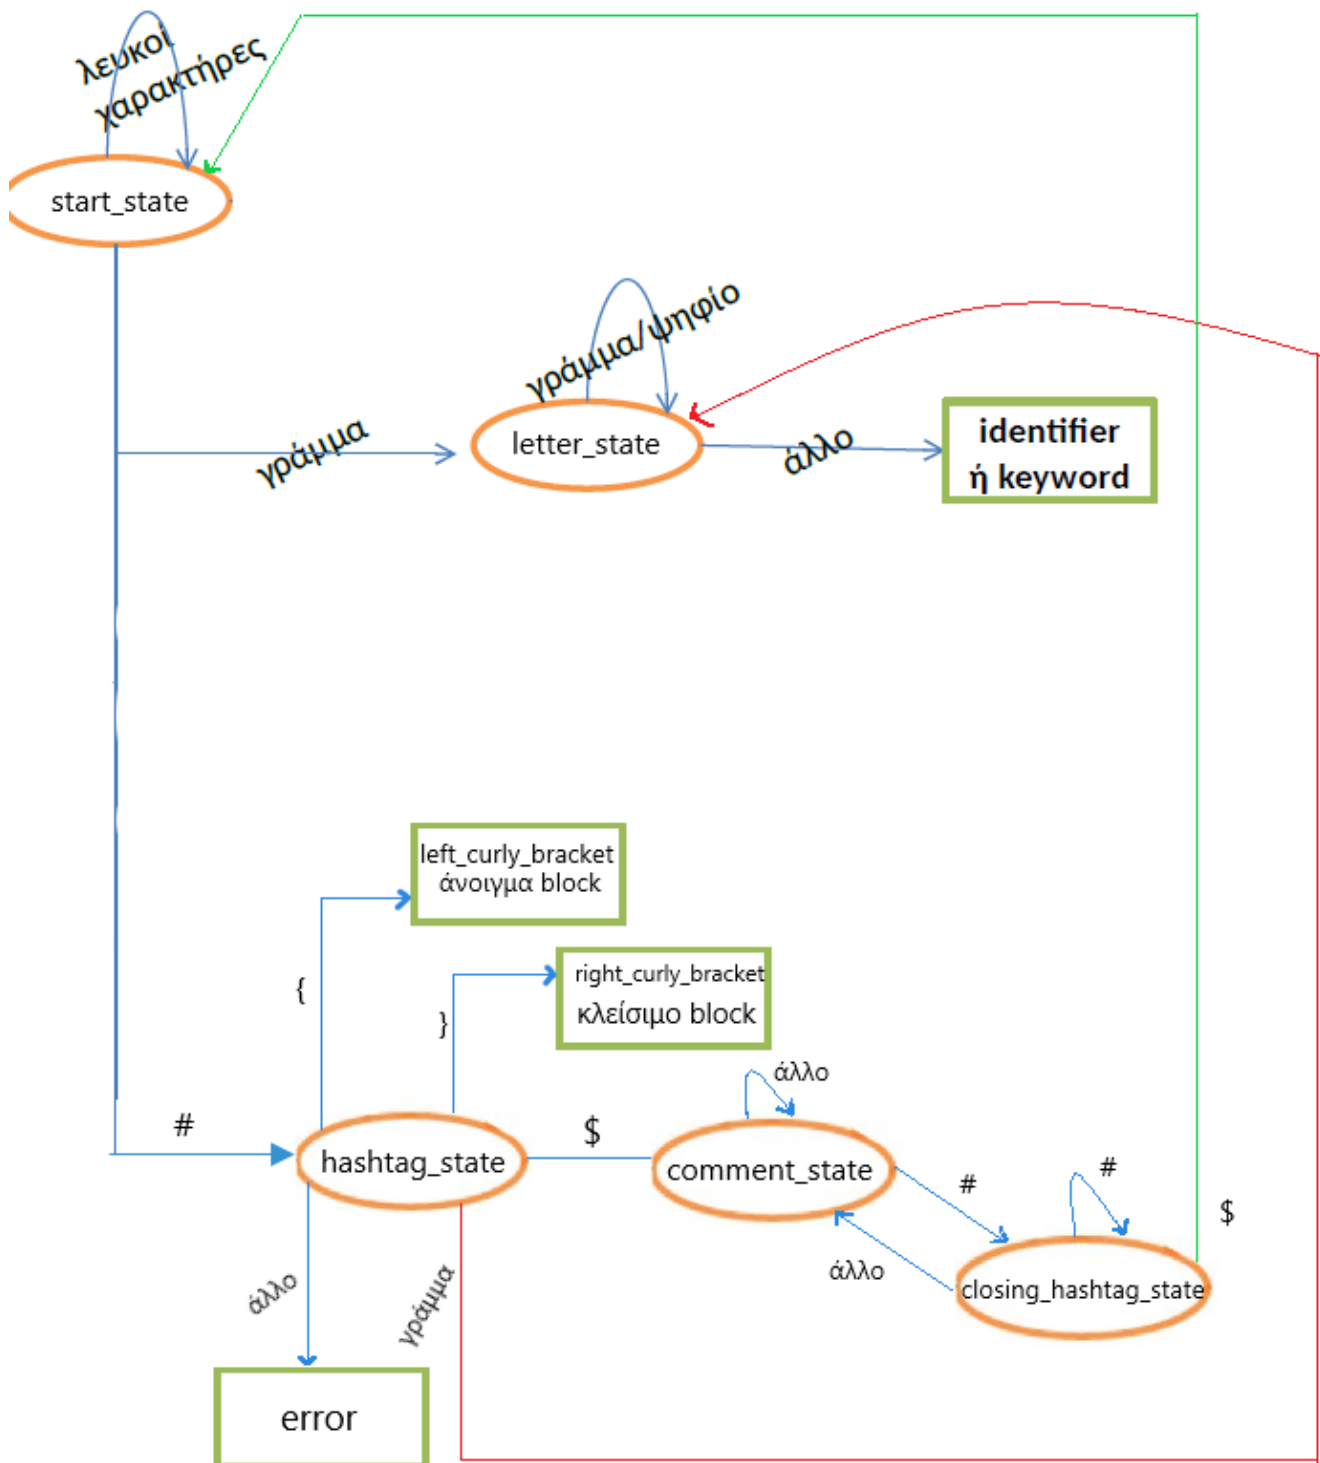 λευκοί
χαρακτήρες
start_state
γράμμα/ψηφίο
γράμμα
letter_state
άλλο
identifier
ή keyword
left_curly_bracket
άνοιγμα block
{
right_curly_bracket
κλείσιμο block
}
άλλο
#
hashtag_state
$
comment_state
#
#
$
άλλο
closing_hashtag_state
άλλο
γράμμα
error